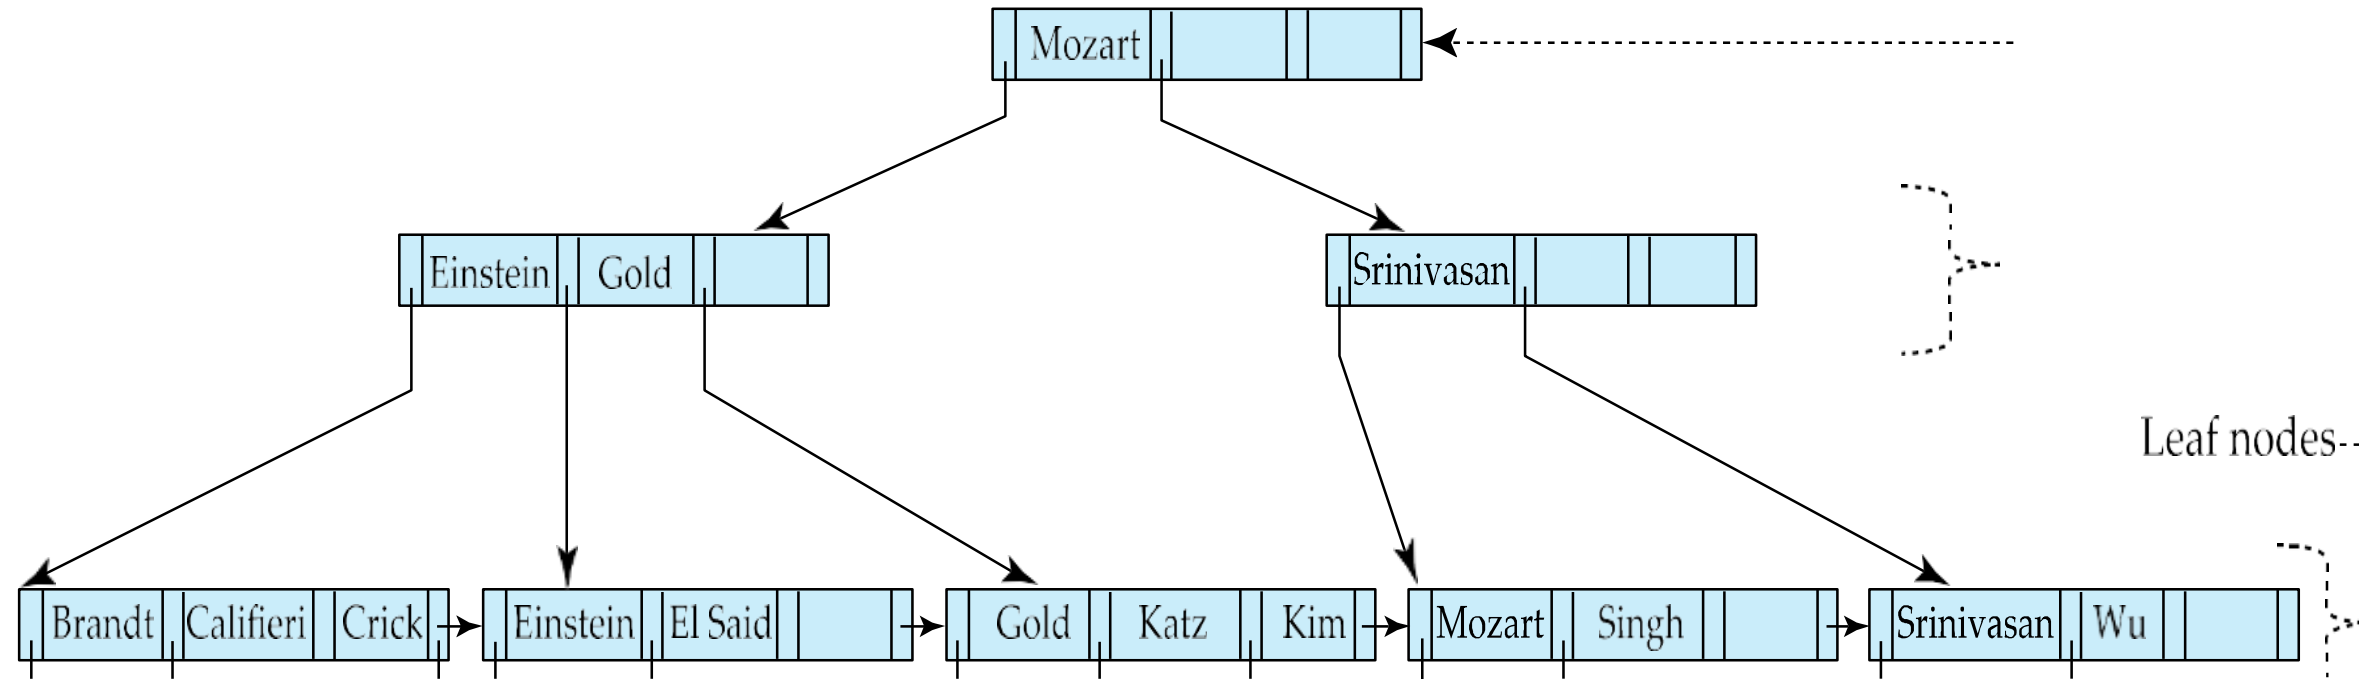 Mozart
Einstein Gold
Srinivasan
Leaf nodes
Brandt Califieri Crick
Einstein El Said
Gold Katz Kim
Mozart Singh
Srinivasan Wu